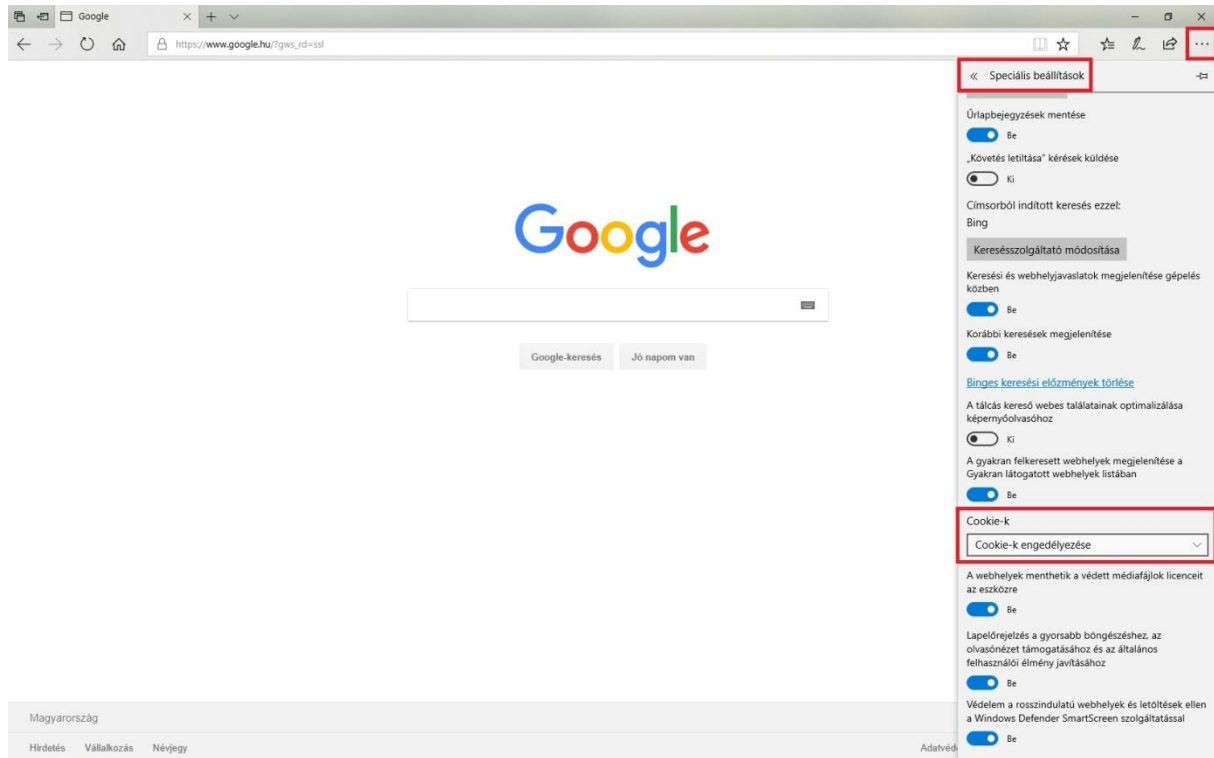 Google
https://www.google.hu/?gws_rd=ssl
Speciális beállítások
Űrlapbejegyzések mentése
Be
„Követés letiltása” kérések küldése
Ki
Címsorból indított keresés ezzel:
Bing
Keresésszolgáltató módosítása
Keresési és webhelyjavaslatok megjelenítése gépelés
közben
Be
Korábbi keresések megjelenítése
Be
Binges keresési előzmények törlése
A tálcás kereső webes találatainak optimalizálása
képernyőolvasóhoz
Ki
A gyakran felkeresett webhelyek megjelenítése a
Gyakran látogatott webhelyek listában
Be
Cookie-k
Cookie-k engedélyezése
A webhelyek menthetik a védett médiafájlok licenceit
az eszközre
Be
Lapelőrejelzés a gyorsabb böngészéshez, az
olvasónézet támogatásához és az általános
felhasználói élmény javításához
Be
Védelem a rosszindulatú webhelyek és letöltések ellen
a Windows Defender SmartScreen szolgáltatással
Be
Google
Google-keresés Jó napom van
Magyarország
Hirdetés Vállalkozás Névjegy